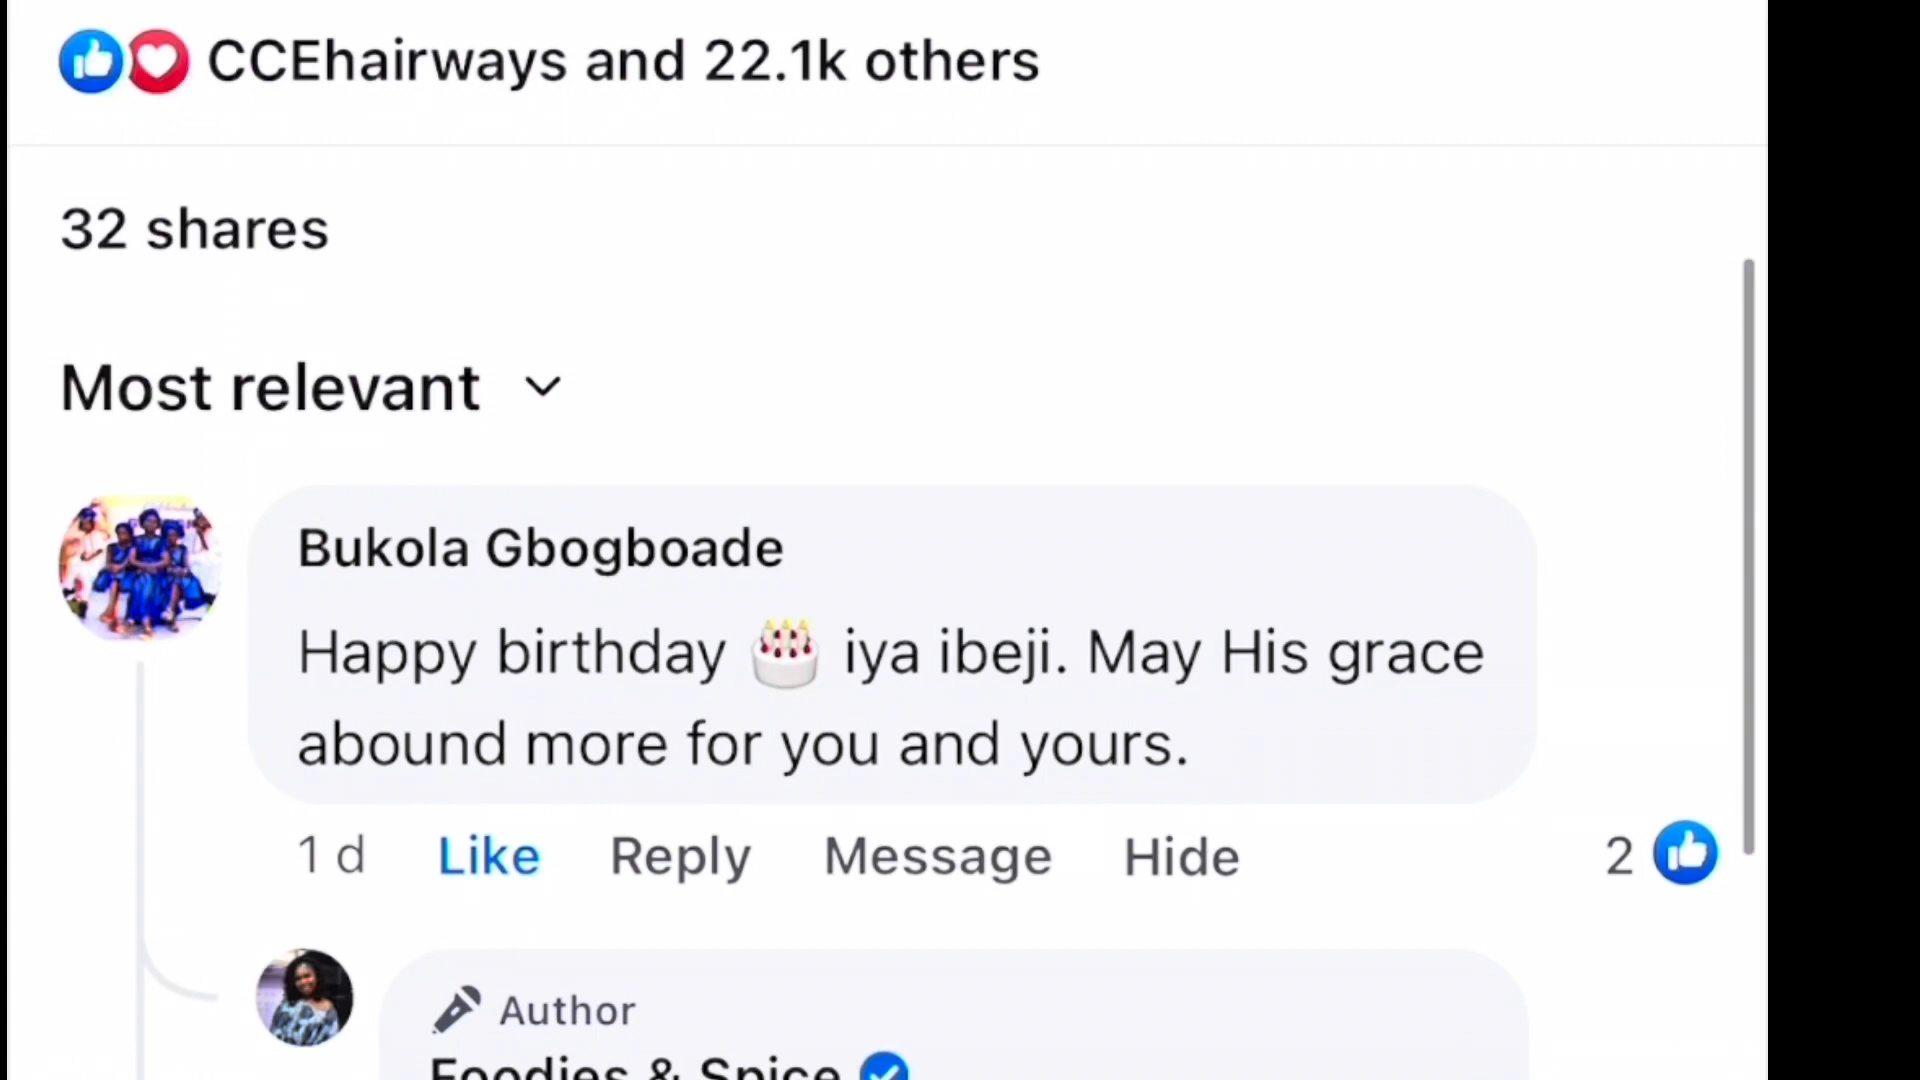 CCEhairways and 22.1k others
32 shares
Most relevant
Bukola Gbogboade
Happy birthday 🎂 iya ibeji. May His grace
abound more for you and yours.
1 d Like Reply Message Hide 2
Author
Foodies & Spice